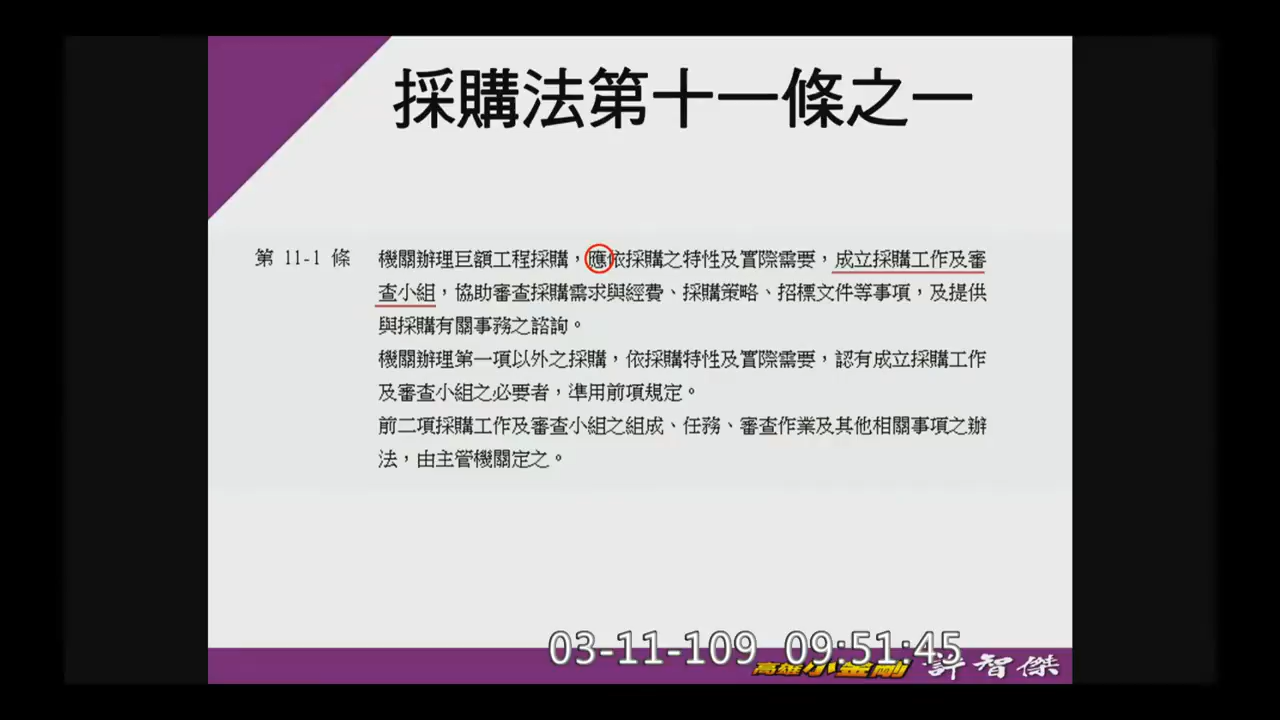 採購法第十一條之一
第 11-1 條
機關辦理巨額工程採購，應依採購之特性及實際需要，成立採購工作及審
查小組，協助審查採購需求與經費、採購策略、招標文件等事項，及提供
與採購有關事務之諮詢。
機關辦理第一項以外之採購，依採購特性及實際需要，認有成立採購工作
及審查小組之必要者，準用前項規定。
前二項採購工作及審查小組之組成、任務、審查作業及其他相關事項之辦
法，由主管機關定之。
03-11-109 09:51:45
高雄小金剛 許智傑